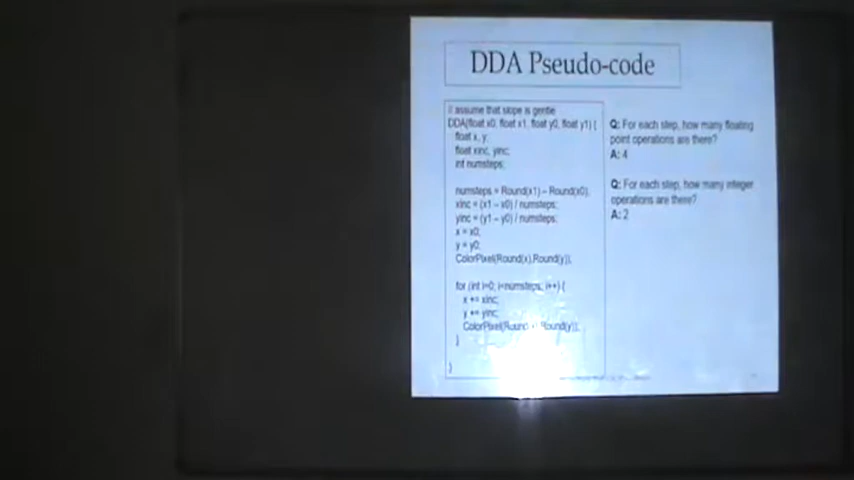 DDA Pseudo-code
// assume that slope is gentle
DDA(float x0, float x1, float y0, float y1) {
float x, y;
float xinc, yinc;
int numsteps;
numsteps = Round(x1) – Round(x0);
xinc = (x1 – x0) / numsteps;
yinc = (y1 – y0) / numsteps;
x = x0;
y = y0;
ColorPixel(Round(x),Round(y));
for (int i=0; i<numsteps; i++) {
x += xinc;
y += yinc;
ColorPixel(Round Round(y));
}
}
Q: For each step, how many floating
point operations are there?
A: 4
Q: For each step, how many integer
operations are there?
A: 2